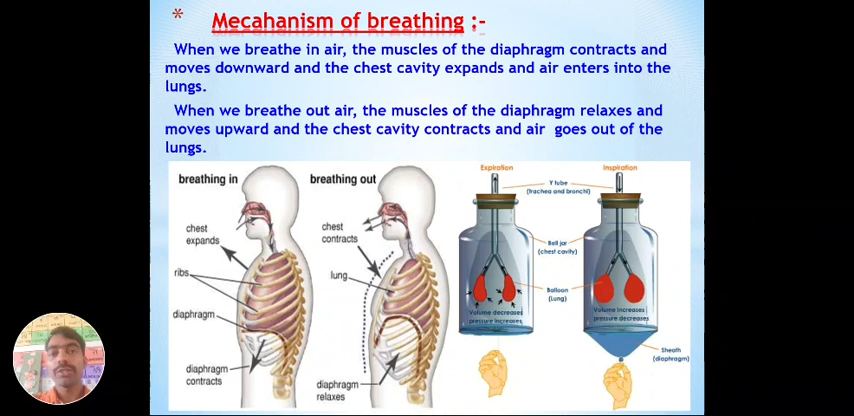 * Mecahanism of breathing :-
When we breathe in air, the muscles of the diaphragm contracts and
moves downward and the chest cavity expands and air enters into the
lungs.
When we breathe out air, the muscles of the diaphragm relaxes and
moves upward and the chest cavity contracts and air goes out of the
lungs.
breathing in
chest
expands
ribs
diaphragm
diaphragm
contracts
breathing out
chest
contracts
lung
diaphragm
relaxes
Expiration
Inspiration
Y tube
(trachea and bronchi)
Bell jar
(chest cavity)
Balloon
(Lung)
Volume decreases
pressure increases
Volume increases
pressure decreases
Sheath
(diaphragm)